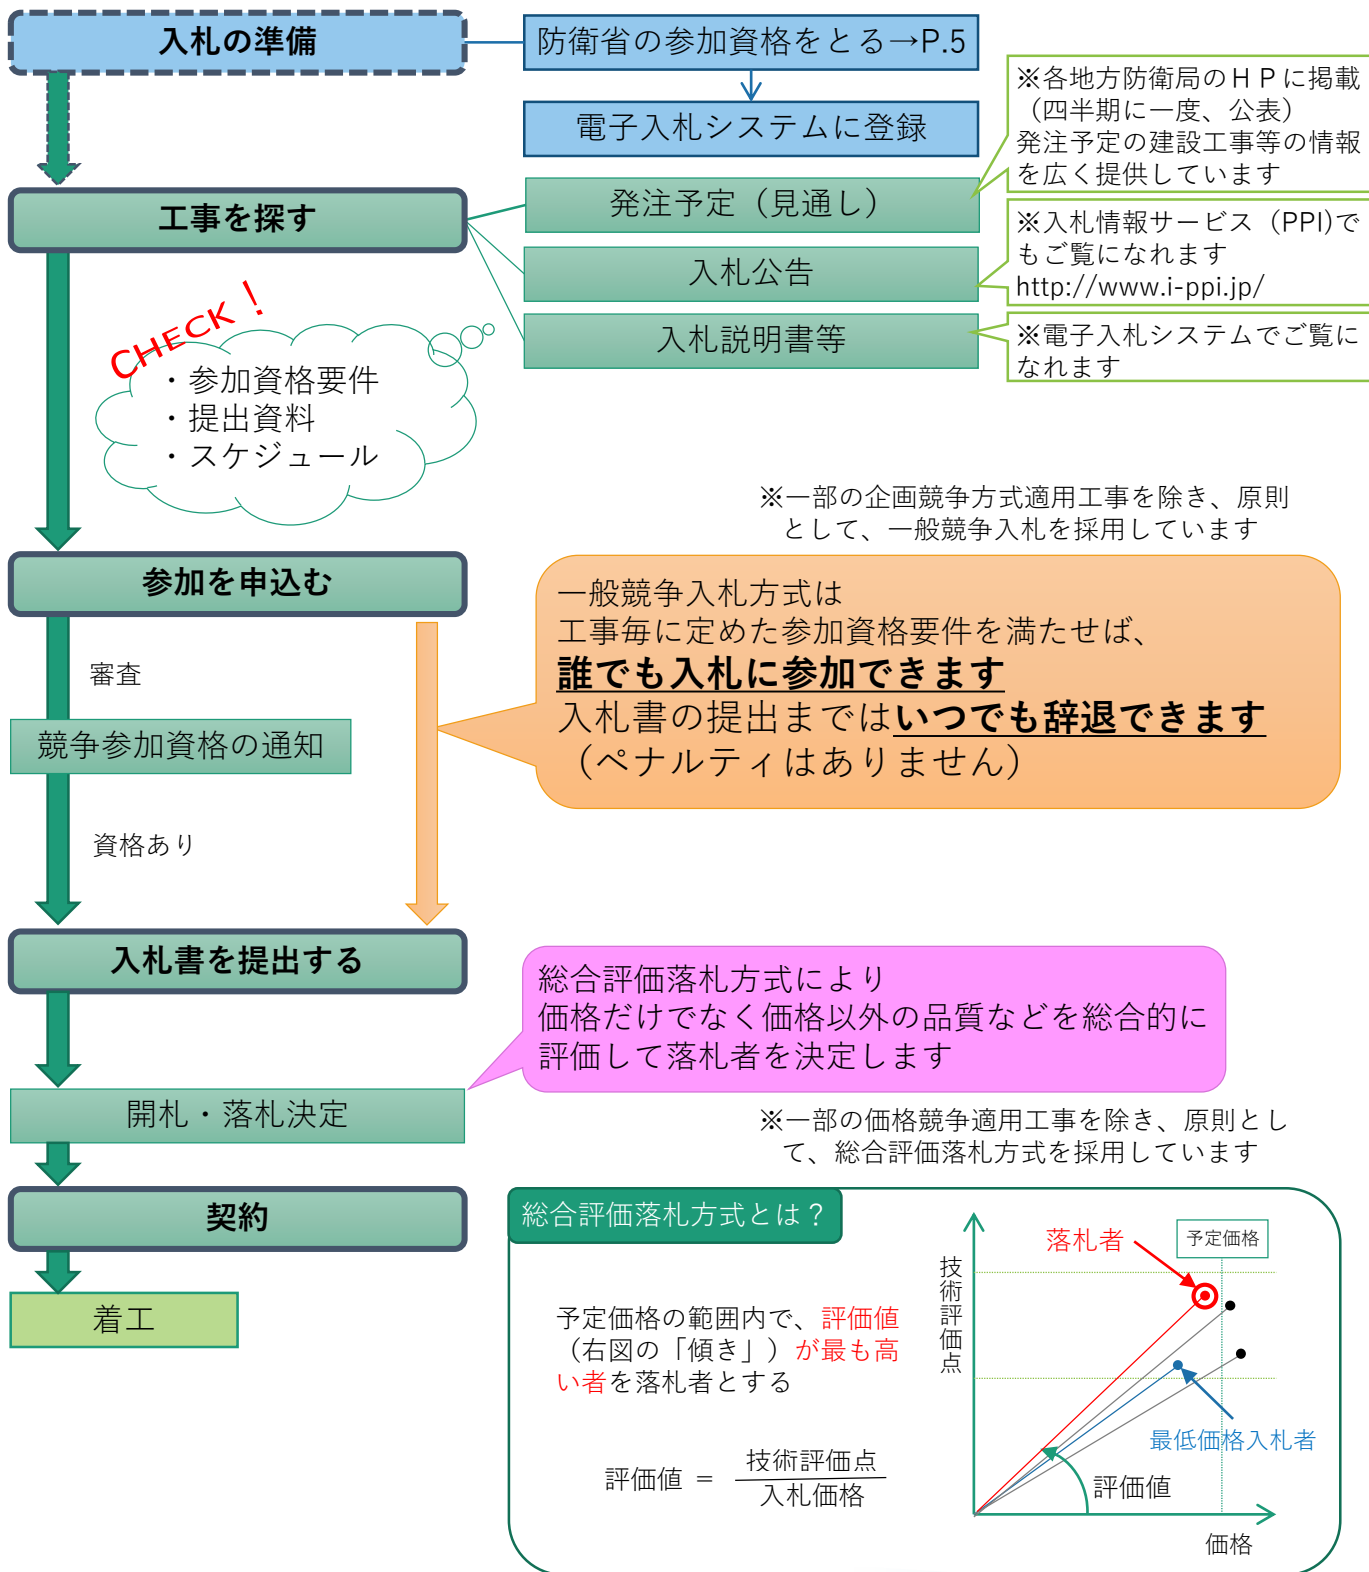 入札の準備
防衛省の参加資格をとる→P.5
電子入札システムに登録
※各地方防衛局のＨＰに掲載
（四半期に一度、公表）
発注予定の建設工事等の情報
を広く提供しています
工事を探す
発注予定（見通し）
入札公告
※入札情報サービス（PPI)で
もご覧になれます
http://www.i-ppi.jp/
入札説明書等
※電子入札システムでご覧に
なれます
CHECK！
・参加資格要件
・提出資料
・スケジュール
※一部の企画競争方式適用工事を除き、原則
として、一般競争入札を採用しています
参加を申込む
一般競争入札方式は
工事毎に定めた参加資格要件を満たせば、
誰でも入札に参加できます
入札書の提出まではいつでも辞退できます
（ペナルティはありません）
審査
競争参加資格の通知
資格あり
入札書を提出する
総合評価落札方式により
価格だけでなく価格以外の品質などを総合的に
評価して落札者を決定します
開札・落札決定
※一部の価格競争適用工事を除き、原則とし
て、総合評価落札方式を採用しています
契約
着工
総合評価落札方式とは？
予定価格の範囲内で、評価値
（右図の「傾き」）が最も高
い者を落札者とする
評価値 ＝ 技術評価点
入札価格
技術評価点
落札者
予定価格
最低価格入札者
評価値
価格